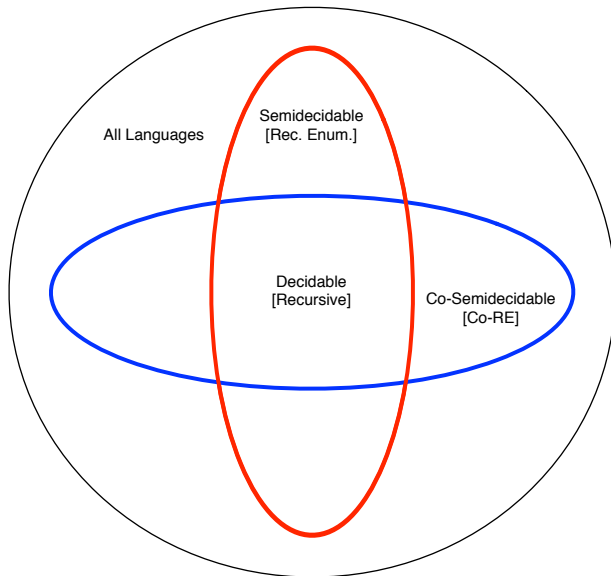 Semidecidable
[Rec. Enum.]
All Languages
Decidable
[Recursive]
Co-Semidecidable
[Co-RE]